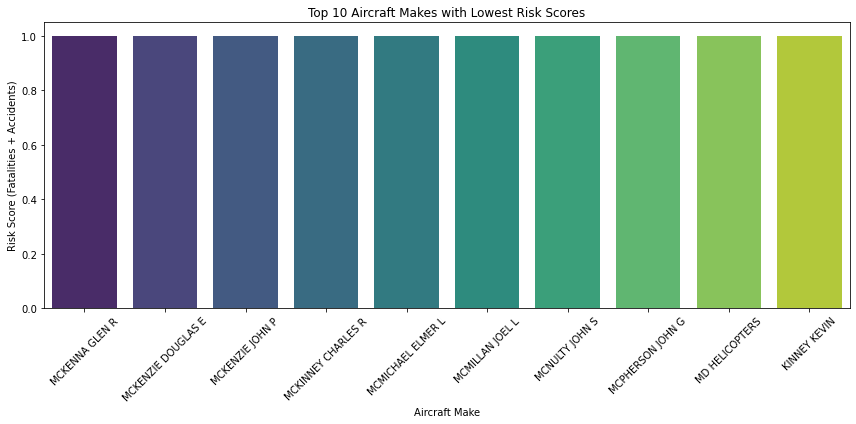 Top 10 Aircraft Makes with Lowest Risk Scores
Risk Score (Fatalities + Accidents)
1.0
0.8
0.6
0.4
0.2
0.0
MCKENNA GLEN R
MCKENZIE DOUGLAS E
MCKENZIE JOHN P
MCKINNEY CHARLES R
MCMICHAEL ELMER L
MCMILLAN JOEL L
MCNULTY JOHN S
MCPHERSON JOHN G
MD HELICOPTERS
KINNEY KEVIN
Aircraft Make